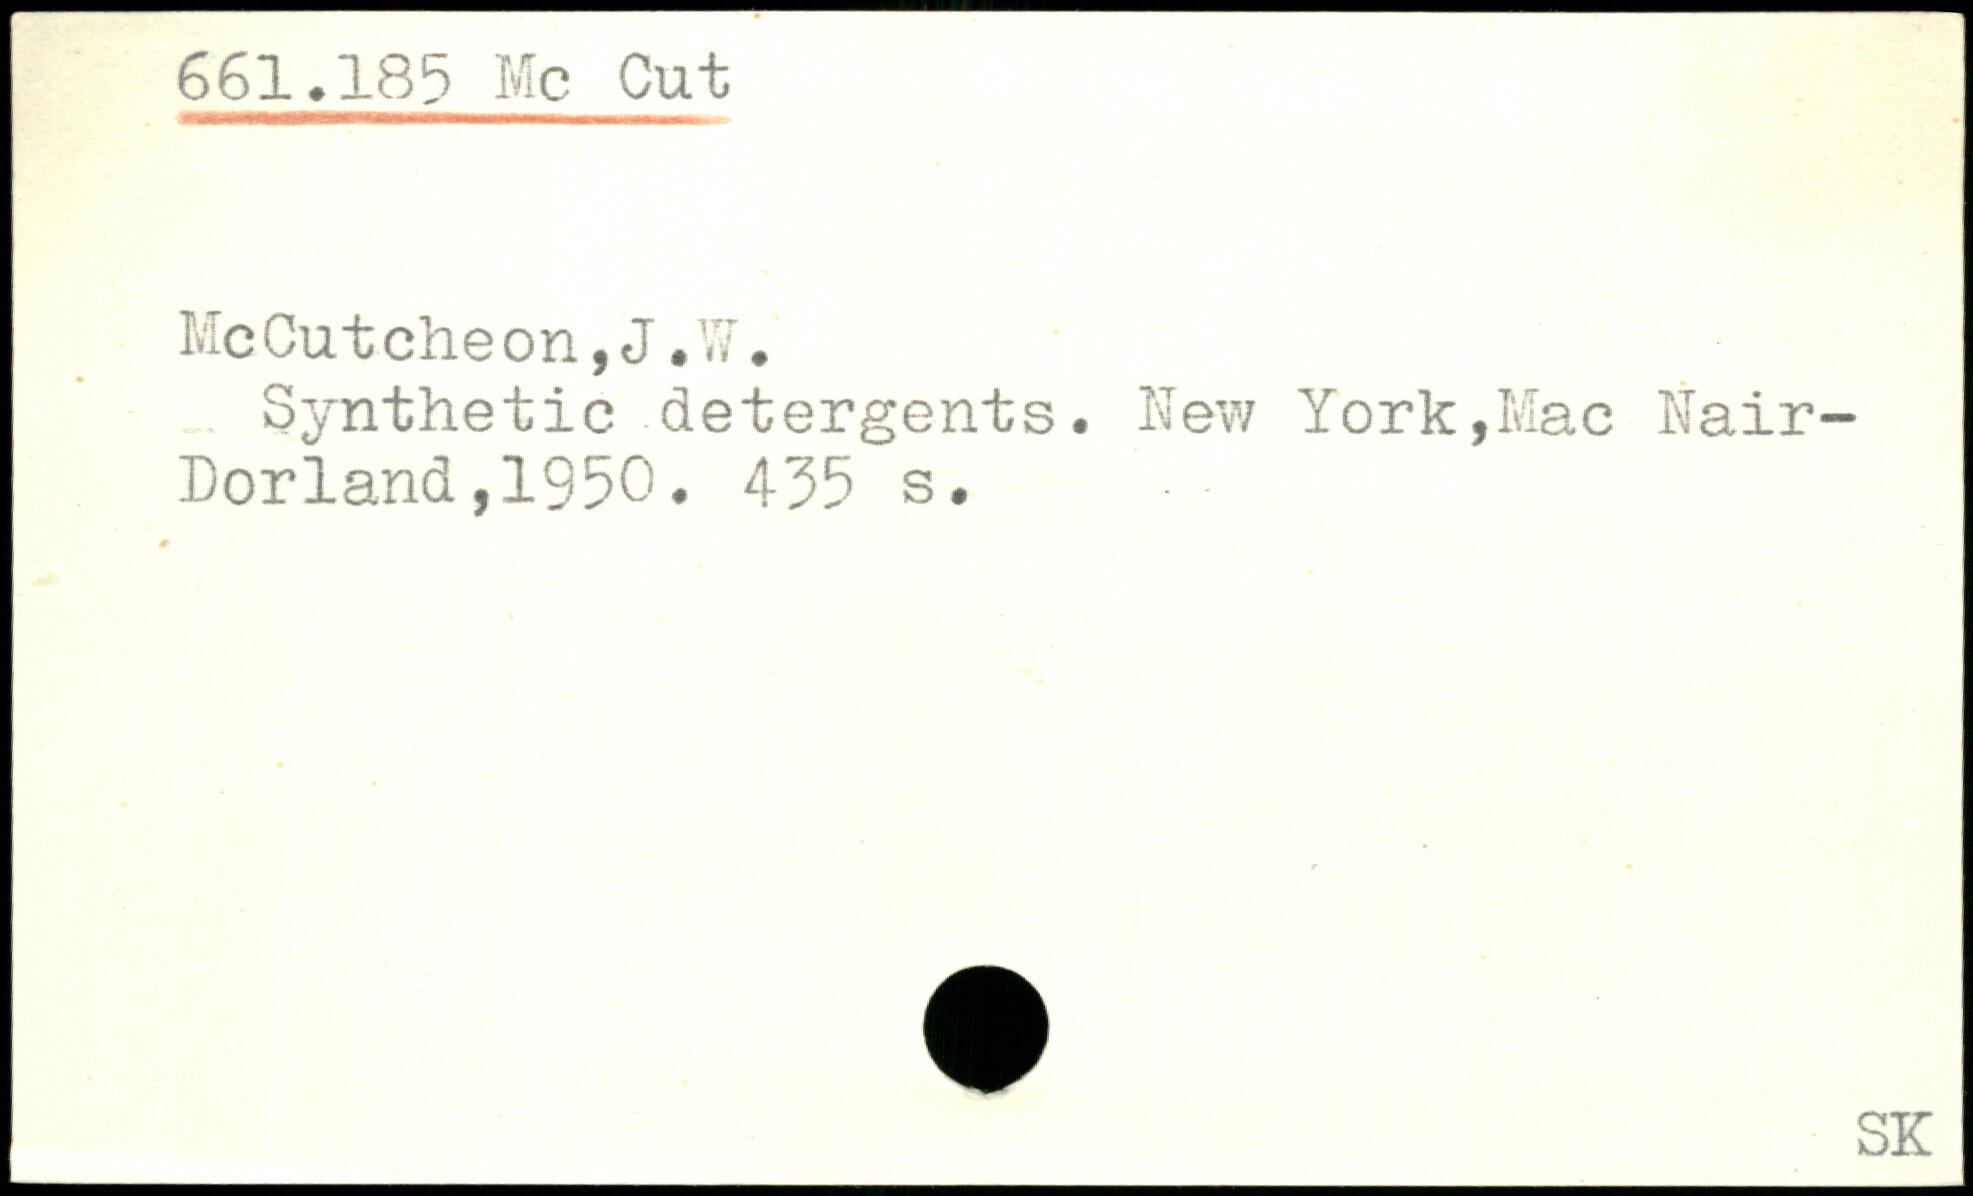 661.185 Mc Cut
McCutcheon,J.W.
Synthetic detergents. New York,Mac Nair-
Dorland,1950. 435 s.
SK